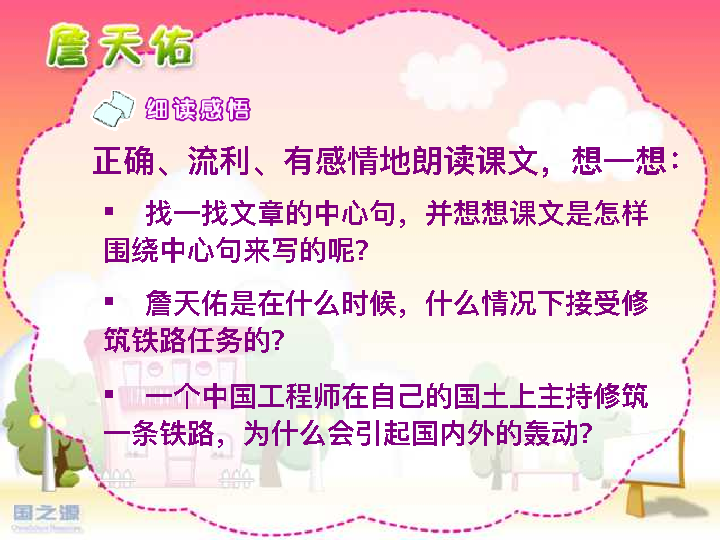 詹天佑
细读感悟
正确、流利、有感情地朗读课文，想一想：
▪ 找一找文章的中心句，并想想课文是怎样
围绕中心句来写的呢？
▪ 詹天佑是在什么时候，什么情况下接受修
筑铁路任务的？
▪ 一个中国工程师在自己的国土上主持修筑
一条铁路，为什么会引起国内外的轰动？
国之源